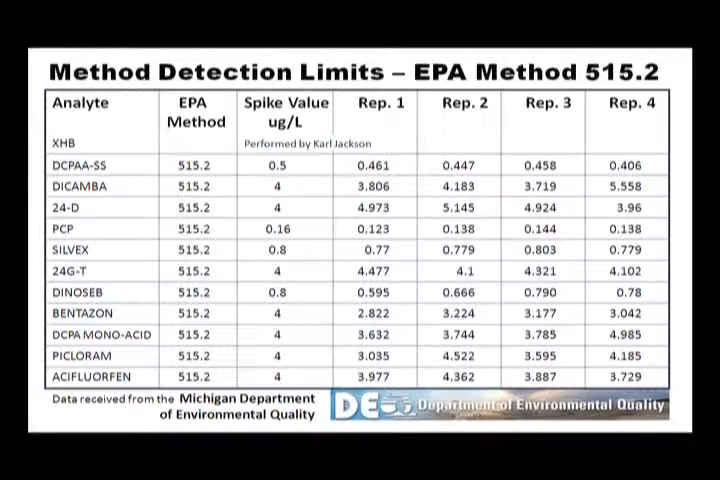 Method Detection Limits – EPA Method 515.2
Analyte EPA Method Spike Value ug/L Rep. 1 Rep. 2 Rep. 3 Rep. 4
XHB Performed by Karl Jackson
DCPAA-SS 515.2 0.5 0.461 0.447 0.458 0.406
DICAMBA 515.2 4 3.806 4.183 3.719 5.558
24-D 515.2 4 4.973 5.145 4.924 3.96
PCP 515.2 0.16 0.123 0.138 0.144 0.138
SILVEX 515.2 0.8 0.77 0.779 0.803 0.779
24G-T 515.2 4 4.477 4.1 4.321 4.102
DINOSEB 515.2 0.8 0.595 0.666 0.790 0.78
BENTAZON 515.2 4 2.822 3.224 3.177 3.042
DCPA MONO-ACID 515.2 4 3.632 3.744 3.785 4.985
PICLORAM 515.2 4 3.035 4.522 3.595 4.185
ACIFLUORFEN 515.2 4 3.977 4.362 3.887 3.729
Data received from the Michigan Department
of Environmental Quality
DEQ Department of Environmental Quality